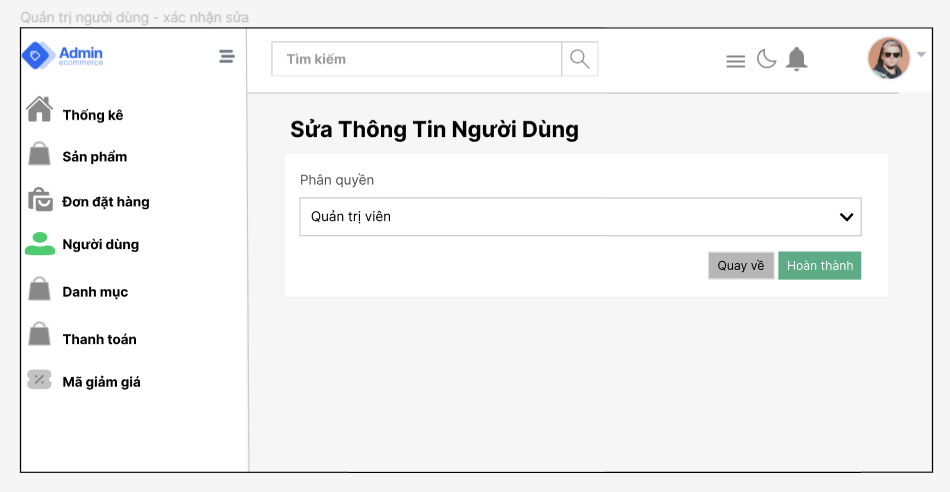 Quản trị người dùng - xác nhận sửa
Admin
ecommerce
Tìm kiếm
Thống kê
Sản phẩm
Đơn đặt hàng
Người dùng
Danh mục
Thanh toán
Mã giảm giá
Sửa Thông Tin Người Dùng
Phân quyền
Quản trị viên
Quay về
Hoàn thành